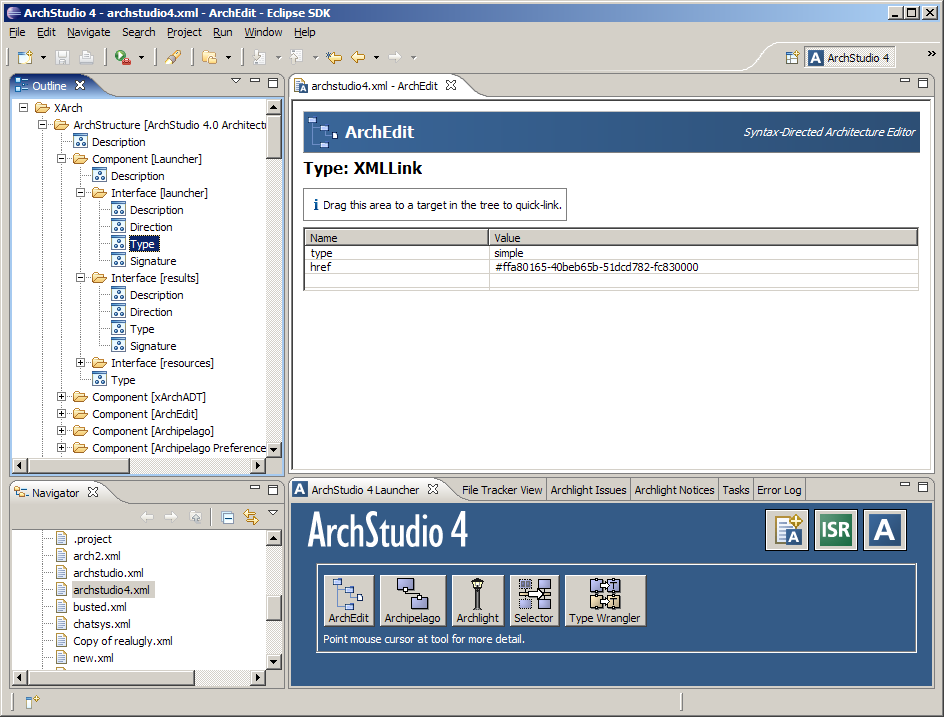 ArchStudio 4 - archstudio4.xml - ArchEdit - Eclipse SDK
File Edit Navigate Search Project Run Window Help
A ArchStudio 4 »
Outline
XArch
ArchStructure [ArchStudio 4.0 Architect
Description
Component [Launcher]
Description
Interface [launcher]
Description
Direction
Type
Signature
Interface [results]
Description
Direction
Type
Signature
Interface [resources]
Type
Component [xArchADT]
Component [ArchEdit]
Component [Archipelago]
Component [Archipelago Preference
archstudio4.xml - ArchEdit
ArchEdit
Syntax-Directed Architecture Editor
Type: XMLLink
i Drag this area to a target in the tree to quick-link.
Name Value
type simple
href #ffa80165-40beb65b-51dcd782-fc830000
Navigator
.project
arch2.xml
archstudio.xml
archstudio4.xml
busted.xml
chatsys.xml
Copy of realugly.xml
new.xml
A ArchStudio 4 Launcher File Tracker View Archlight Issues Archlight Notices Tasks Error Log
ArchStudio 4
A ISR A
ArchEdit Archipelago Archlight Selector Type Wrangler
Point mouse cursor at tool for more detail.